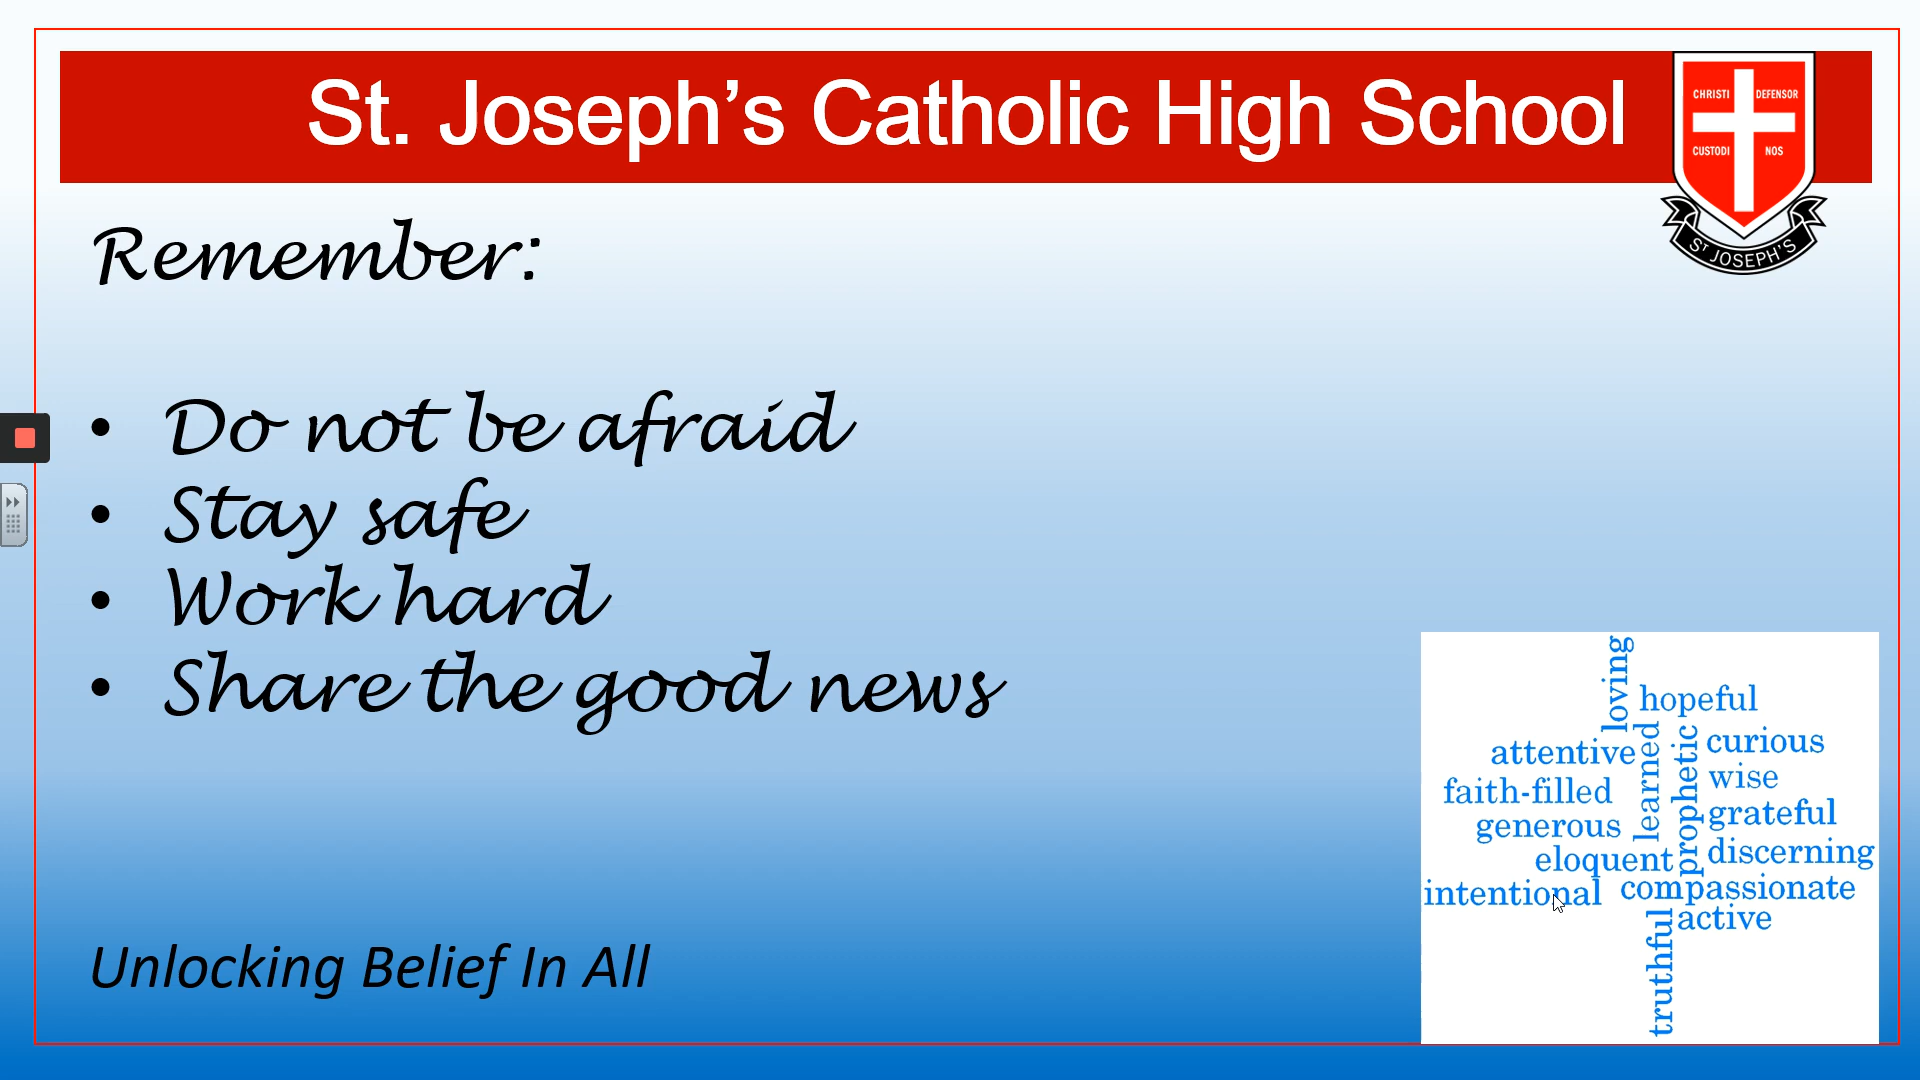 St. Joseph’s Catholic High School
CHRISTI DEFENSOR
CUSTODI NOS
ST JOSEPH'S
Remember:
• Do not be afraid
• Stay safe
• Work hard
• Share the good news
loving
hopeful
attentive
learned
prophetic
curious
faith-filled
wise
generous
grateful
eloquent
discerning
intentional
compassionate
active
truthful
Unlocking Belief In All